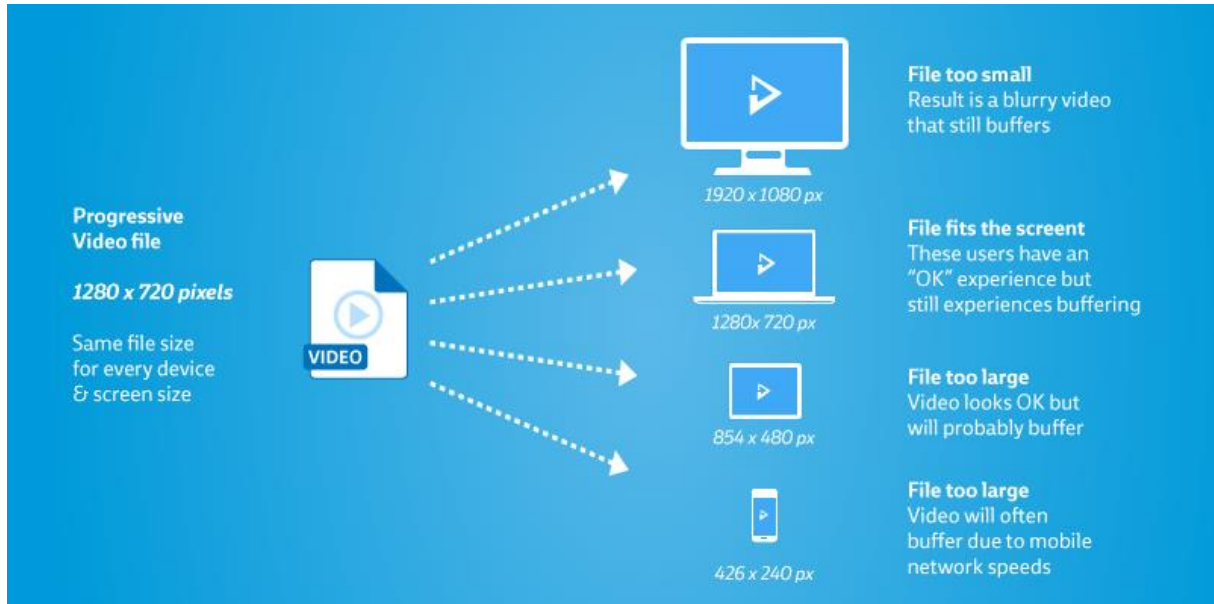 Progressive
Video file
1280 x 720 pixels
Same file size
for every device
& screen size
VIDEO
1920 x 1080 px
File too small
Result is a blurry video
that still buffers
1280x 720 px
File fits the screent
These users have an
"OK" experience but
still experiences buffering
854 x 480 px
File too large
Video looks OK but
will probably buffer
426 x 240 px
File too large
Video will often
buffer due to mobile
network speeds